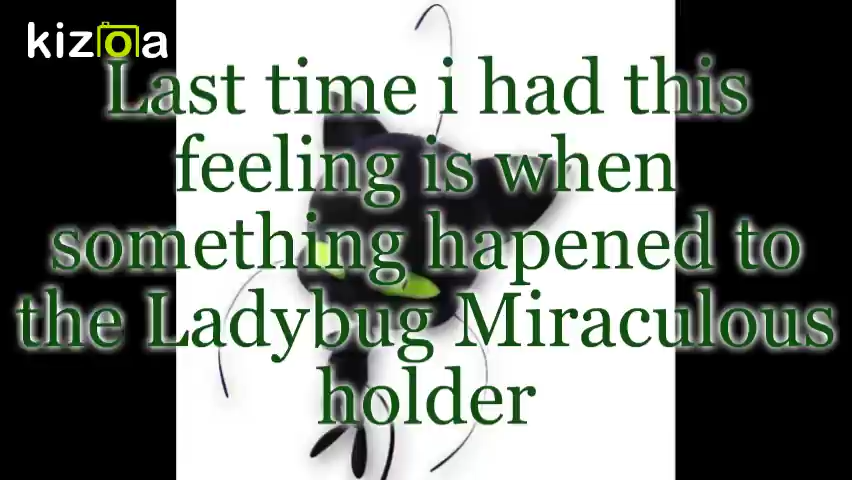 kizoa
Last time i had this
feeling is when
something hapened to
the Ladybug Miraculous
holder